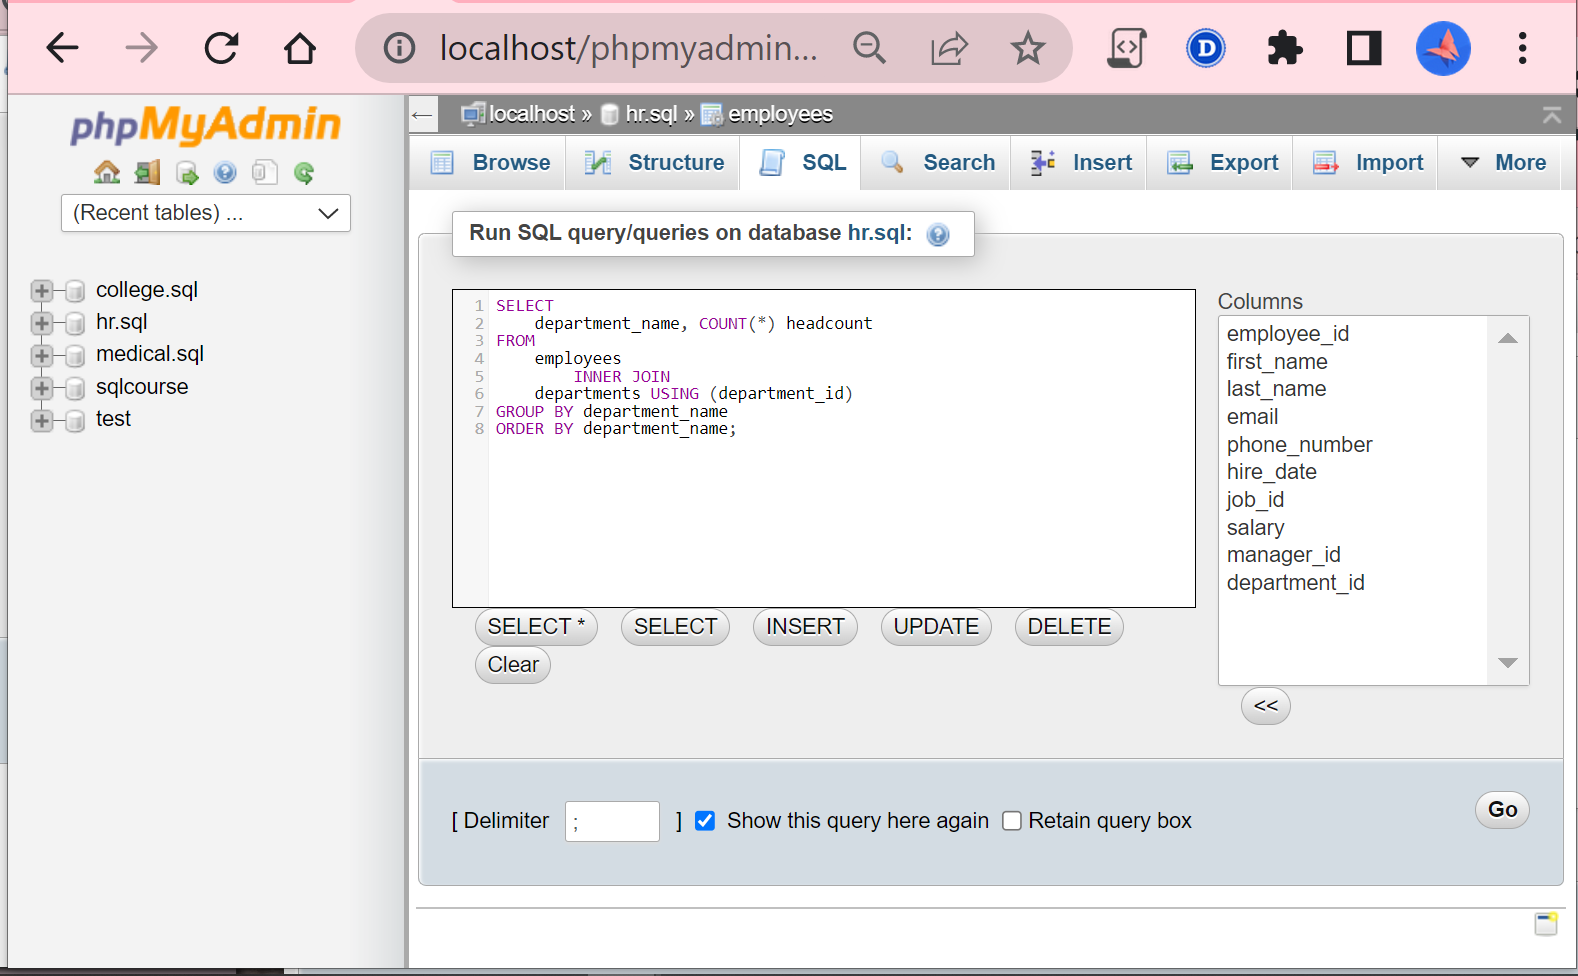 localhost/phpmyadmin...
D
phpMyAdmin
(Recent tables) ...
college.sql
hr.sql
medical.sql
sqlcourse
test
localhost » hr.sql » employees
Browse Structure SQL Search Insert Export Import More
Run SQL query/queries on database hr.sql:
1 SELECT
2 department_name, COUNT(*) headcount
3 FROM
4 employees
5 INNER JOIN
6 departments USING (department_id)
7 GROUP BY department_name
8 ORDER BY department_name;
SELECT * SELECT INSERT UPDATE DELETE
Clear
Columns
employee_id
first_name
last_name
email
phone_number
hire_date
job_id
salary
manager_id
department_id
<<
[ Delimiter ; ] Show this query here again Retain query box
Go